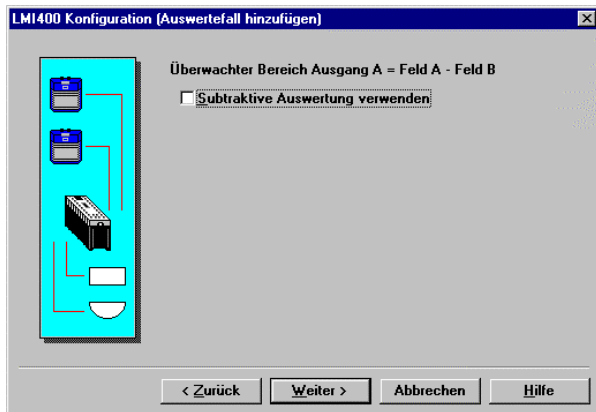 LMI400 Konfiguration (Auswertefall hinzufügen)
Überwachter Bereich Ausgang A = Feld A - Feld B
Subtraktive Auswertung verwenden
< Zurück
Weiter >
Abbrechen
Hilfe